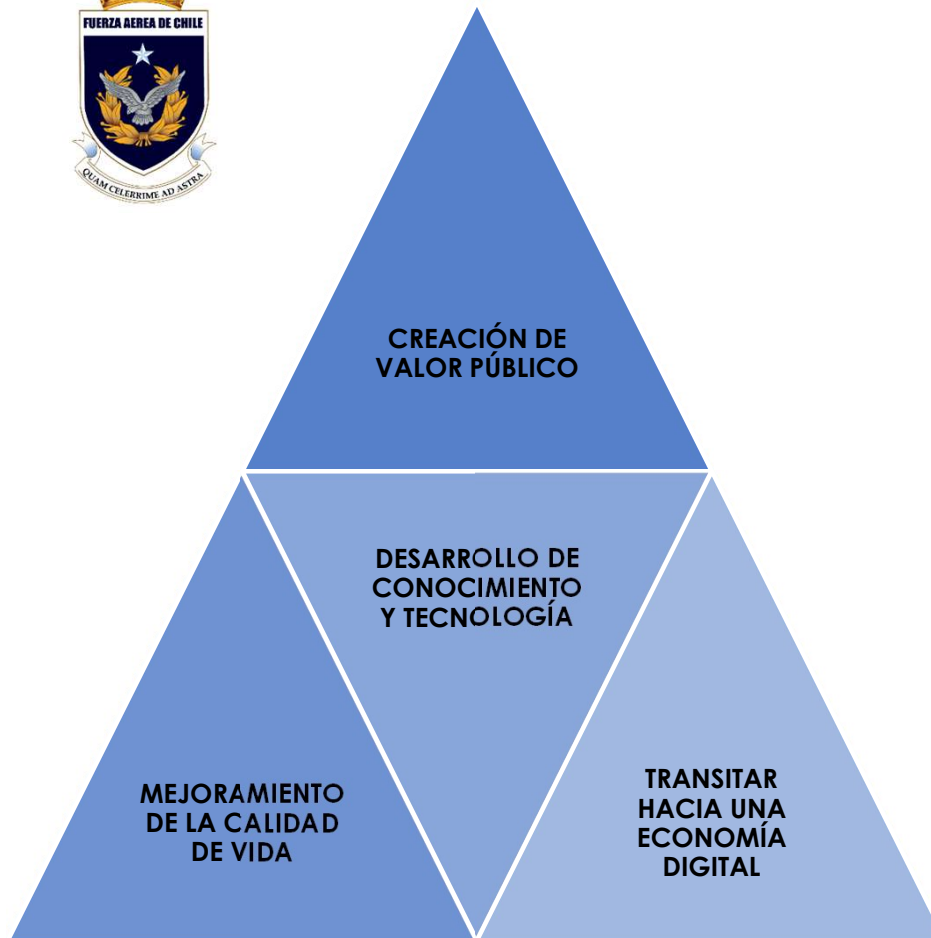 FUERZA AEREA DE CHILE
QUAM CELERRIME AD ASTRA
CREACIÓN DE
VALOR PÚBLICO
DESARROLLO DE
CONOCIMIENTO
Y TECNOLOGÍA
MEJORAMIENTO
DE LA CALIDAD
DE VIDA
TRANSITAR
HACIA UNA
ECONOMÍA
DIGITAL